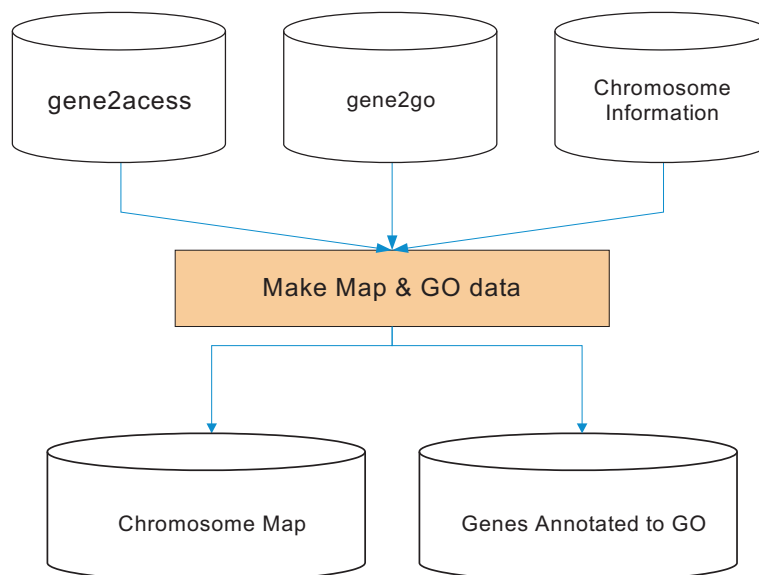 gene2acess
gene2go
Chromosome
Information
Make Map & GO data
Chromosome Map
Genes Annotated to GO